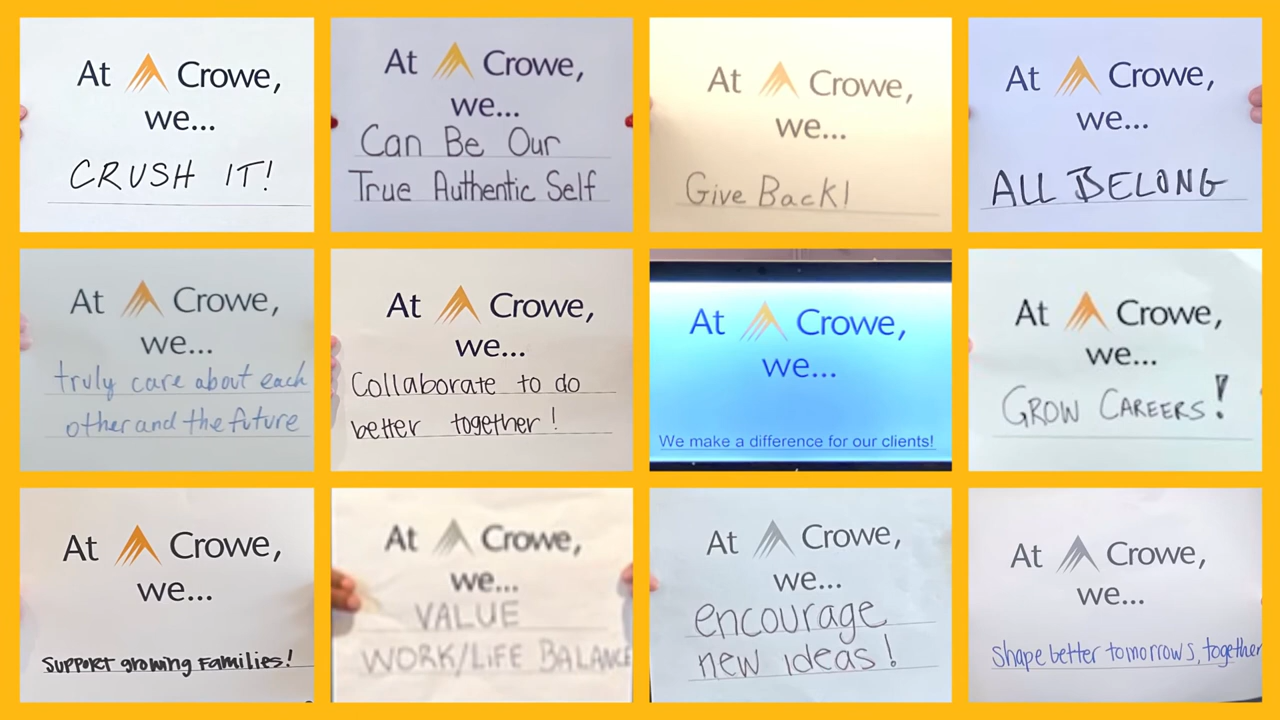 At Crowe,
we...
CRUSH IT!
At Crowe,
we...
Can Be Our
True Authentic Self
At Crowe,
we...
Give Back!
At Crowe,
we...
ALL BELONG
At Crowe,
we...
truly care about each
other and the future
At Crowe,
we...
Collaborate to do
better together!
At Crowe,
we...
We make a difference for our clients!
At Crowe,
we...
GROW CAREERS!
At Crowe,
we...
Support growing Families!
At Crowe,
we...
VALUE
WORK/LIFE BALANCE
At Crowe,
we...
encourage
new ideas!
At Crowe,
we...
Shape better tomorrows, together